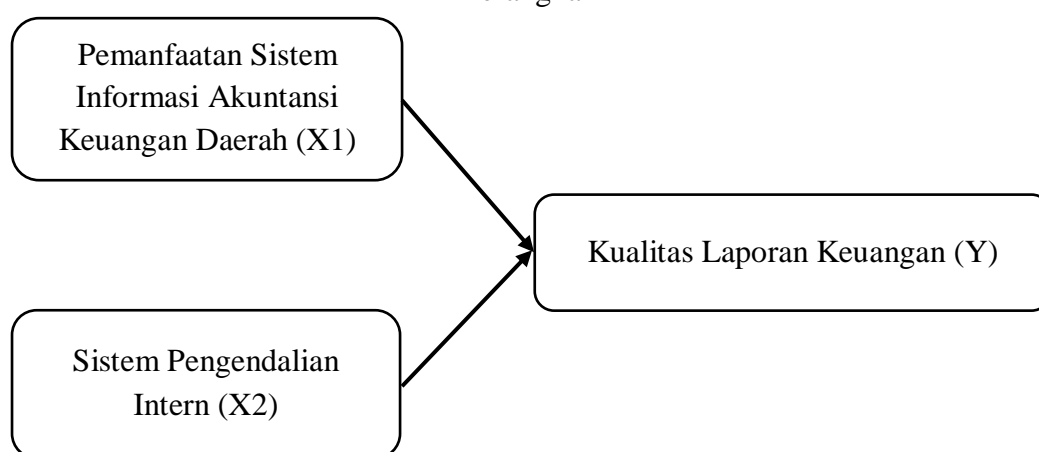 Pemanfaatan Sistem
Informasi Akuntansi
Keuangan Daerah (X1)
Kualitas Laporan Keuangan (Y)
Sistem Pengendalian
Intern (X2)